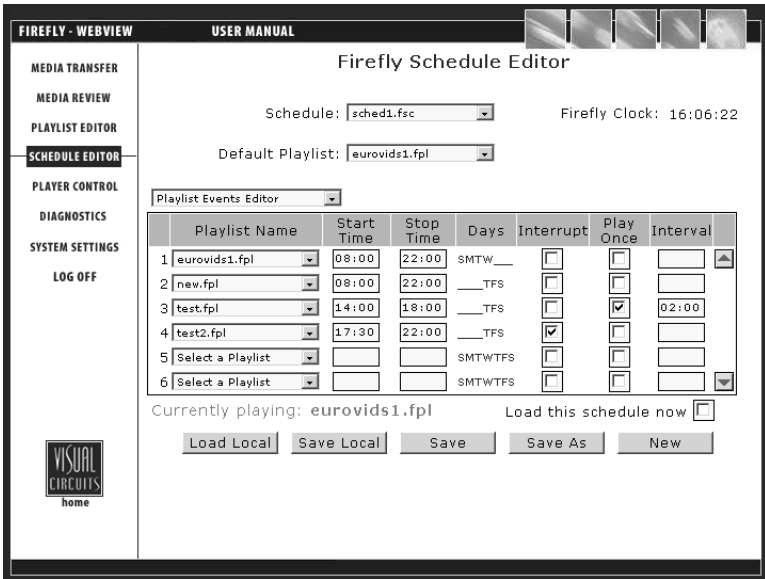 FIREFLY - WEBVIEW USER MANUAL
MEDIA TRANSFER
MEDIA REVIEW
PLAYLIST EDITOR
SCHEDULE EDITOR
PLAYER CONTROL
DIAGNOSTICS
SYSTEM SETTINGS
LOG OFF
VISUAL
CIRCUITS
home
Firefly Schedule Editor
Schedule: sched1.fsc Firefly Clock: 16:06:22
Default Playlist: eurovids1.fpl
Playlist Events Editor
Playlist Name Start Time Stop Time Days Interrupt Play Once Interval
1 eurovids1.fpl 08:00 22:00 SMTW___
2 new.fpl 08:00 22:00 ____TFS
3 test.fpl 14:00 18:00 ____TFS 02:00
4 test2.fpl 17:30 22:00 ____TFS
5 Select a Playlist SMTWTFS
6 Select a Playlist SMTWTFS
Currently playing: eurovids1.fpl Load this schedule now
Load Local Save Local Save Save As New